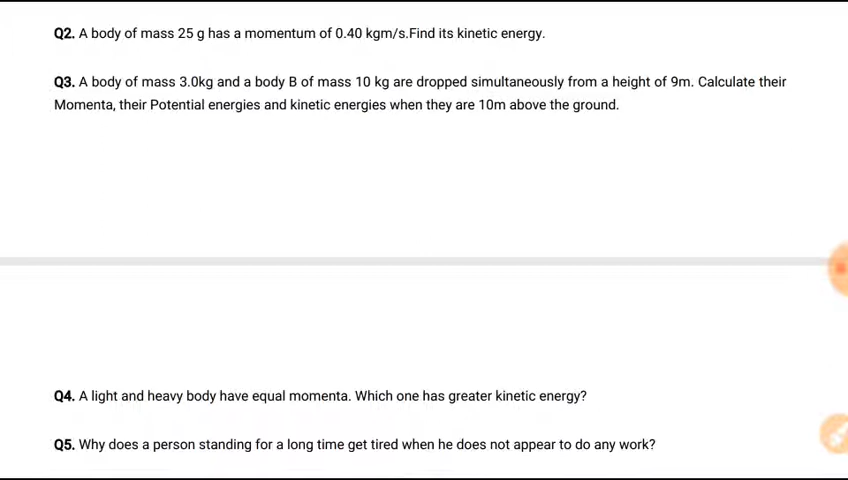 Q2. A body of mass 25 g has a momentum of 0.40 kgm/s.Find its kinetic energy.
Q3. A body of mass 3.0kg and a body B of mass 10 kg are dropped simultaneously from a height of 9m. Calculate their
Momenta, their Potential energies and kinetic energies when they are 10m above the ground.
Q4. A light and heavy body have equal momenta. Which one has greater kinetic energy?
Q5. Why does a person standing for a long time get tired when he does not appear to do any work?